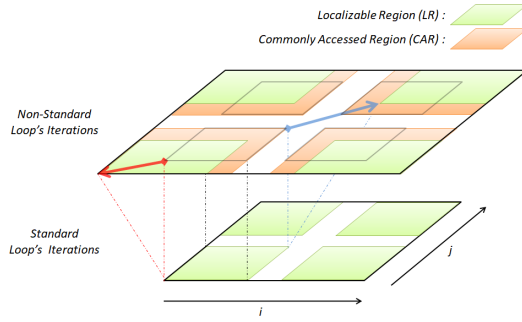 Localizable Region (LR) :
Commonly Accessed Region (CAR) :
Non-Standard
Loop's Iterations
Standard
Loop's Iterations
j
i